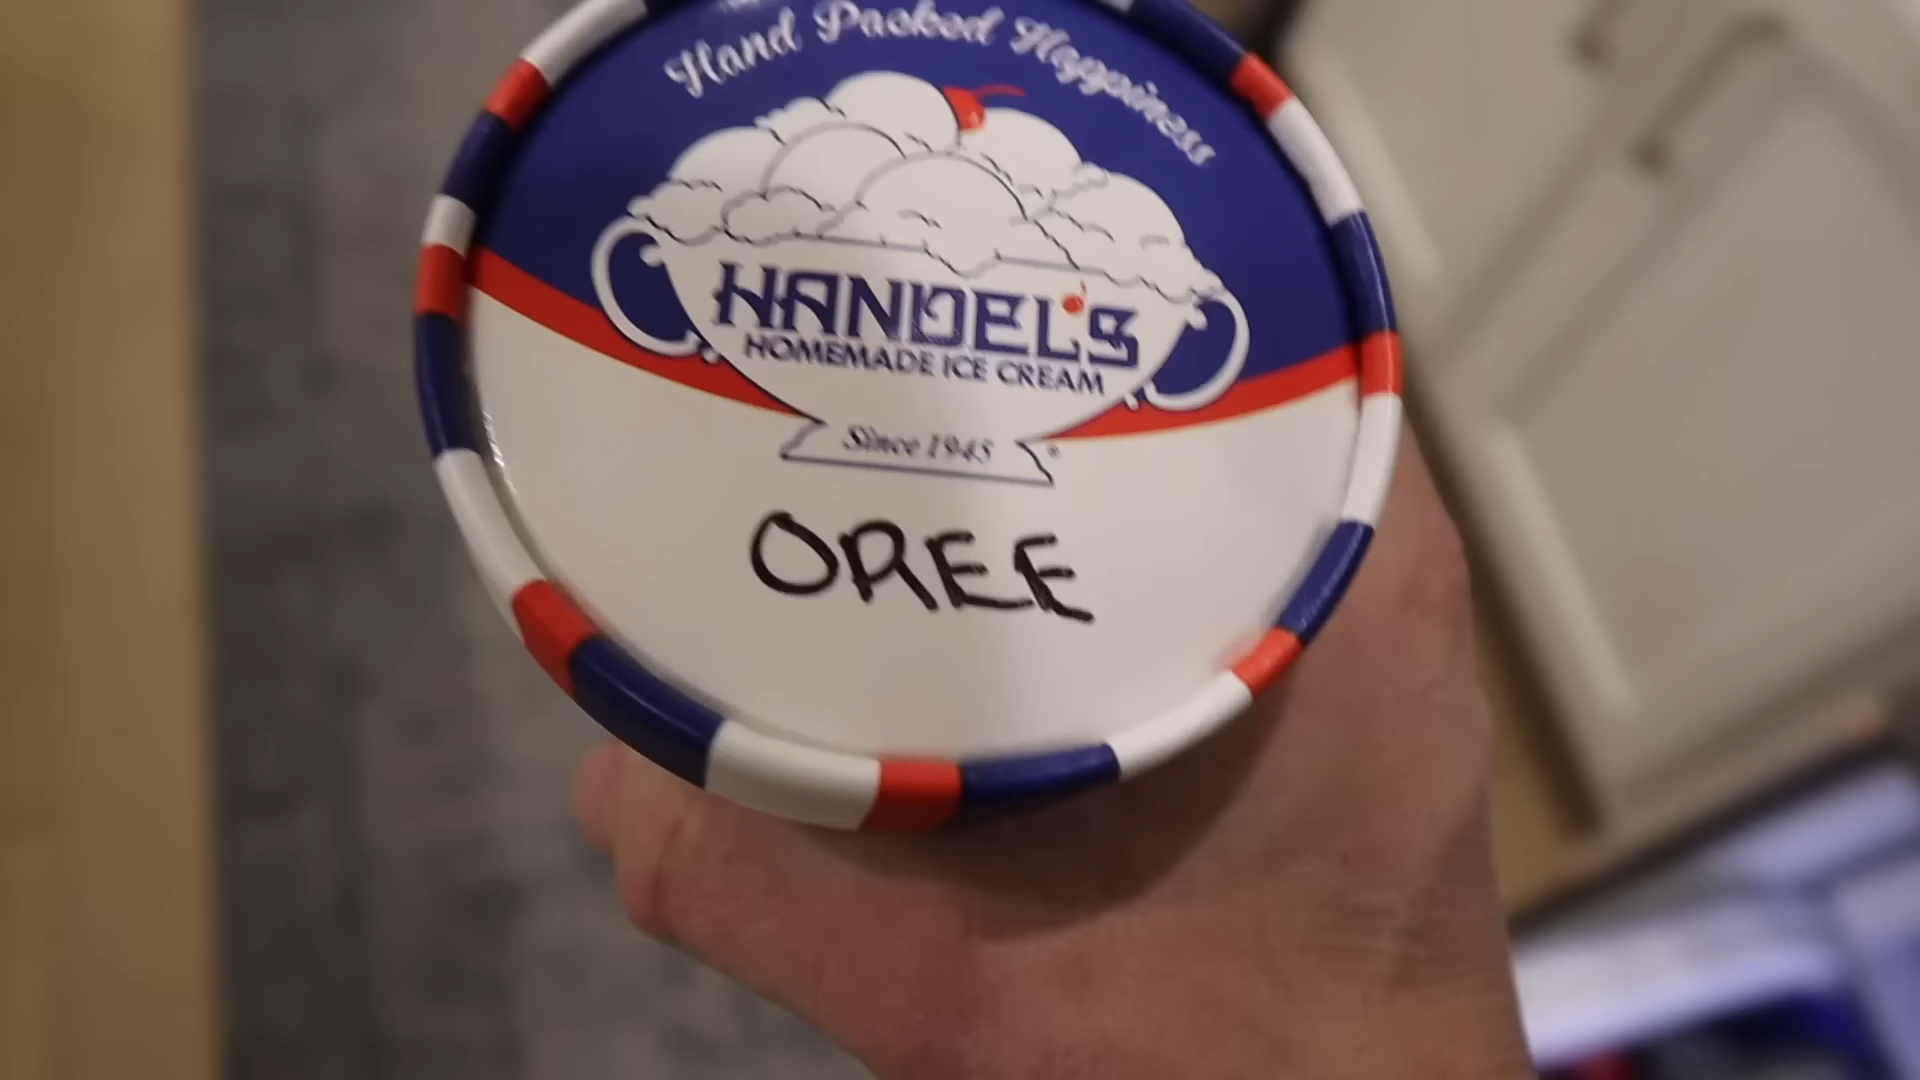 Hand Packed Happiness
HANDEL'S
HOMEMADE ICE CREAM
Since 1945
OREE